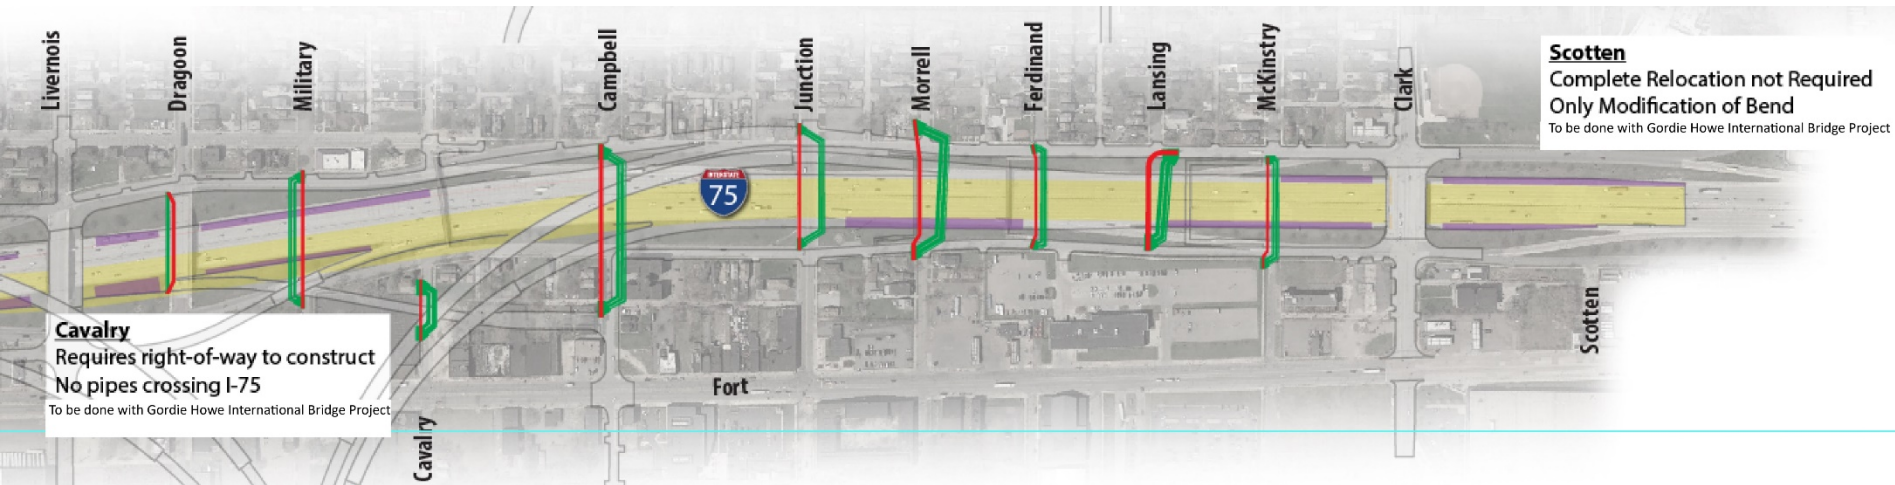 Livernois
Dragoon
Military
Campbell
Junction
Morrell
Ferdinand
Lansing
McKinstry
Clark
Scotten
Complete Relocation not Required
Only Modification of Bend
To be done with Gordie Howe International Bridge Project
INTERSTATE
75
Cavalry
Requires right-of-way to construct
No pipes crossing I-75
To be done with Gordie Howe International Bridge Project
Fort
Scotten
Cavalry